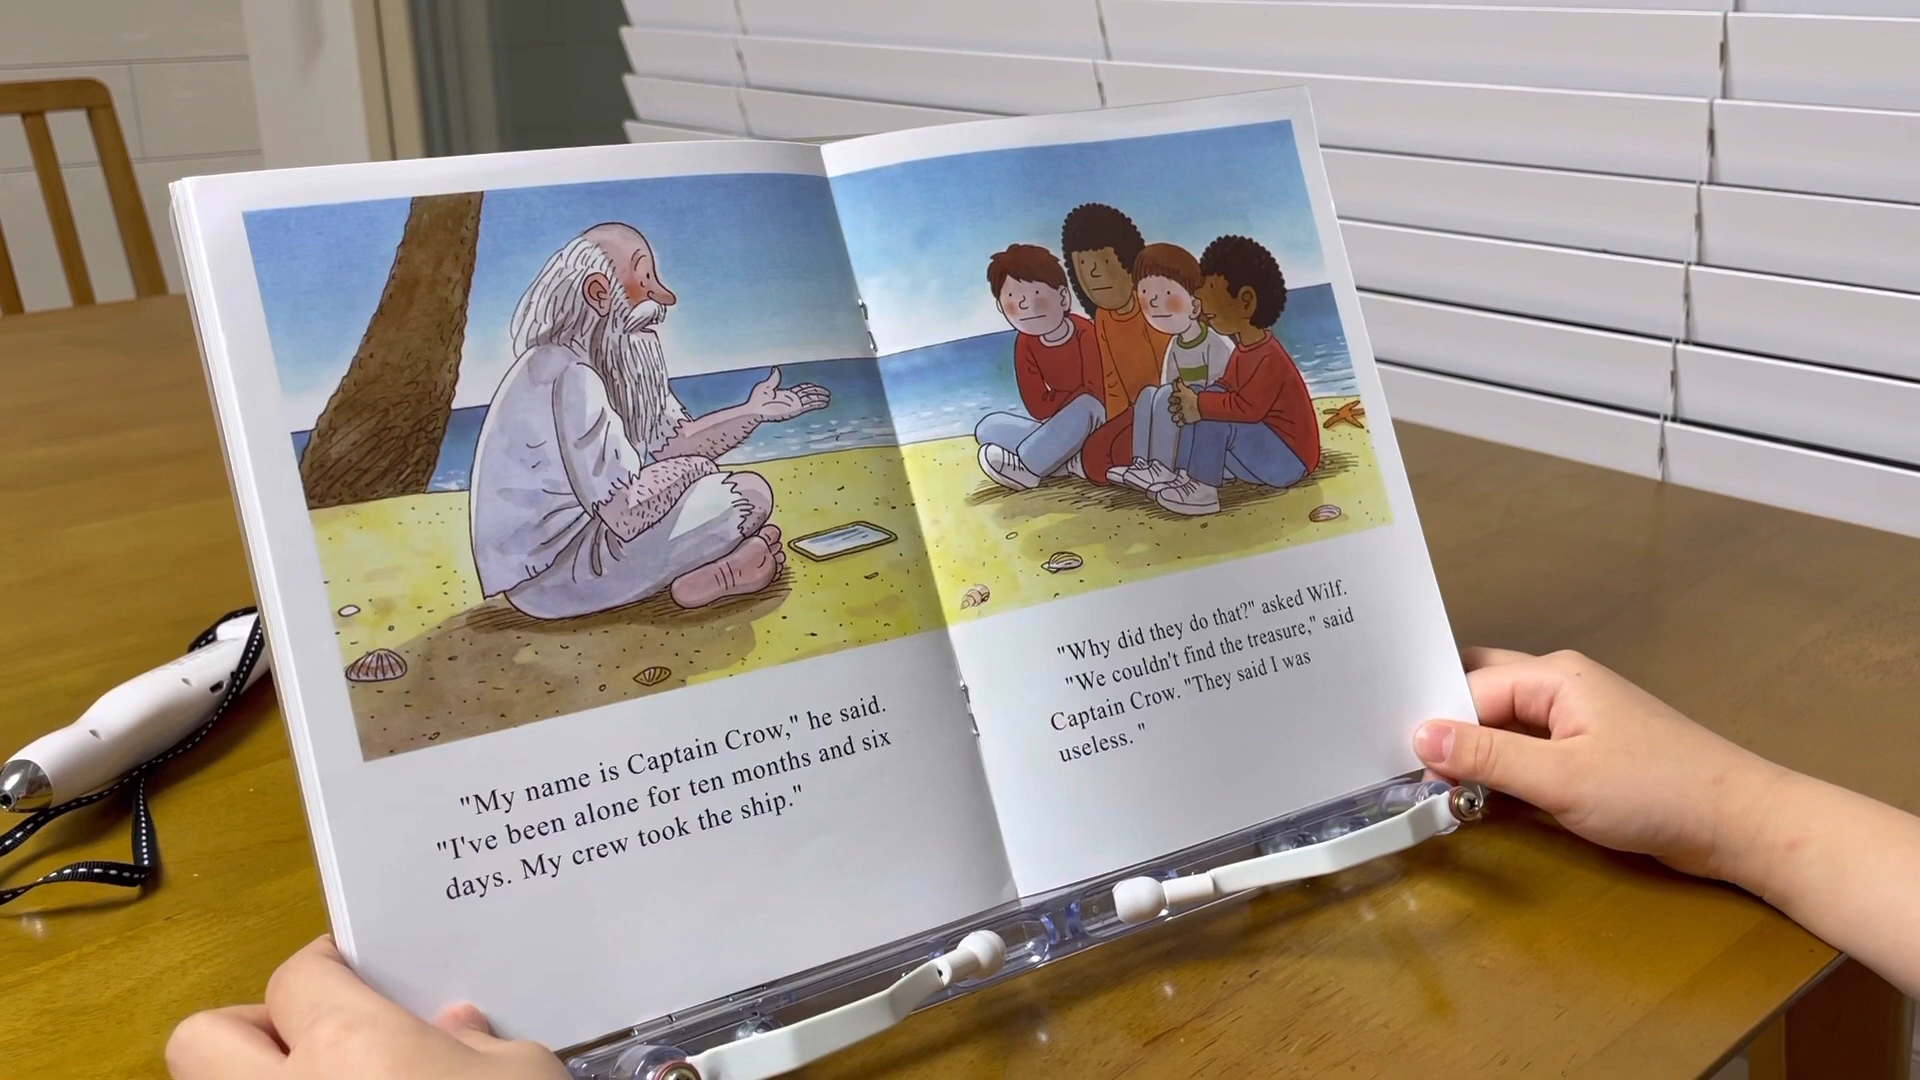 "My name is Captain Crow," he said.
"I've been alone for ten months and six
days. My crew took the ship."
"Why did they do that?" asked Wilf.
"We couldn't find the treasure," said
Captain Crow. "They said I was
useless. "